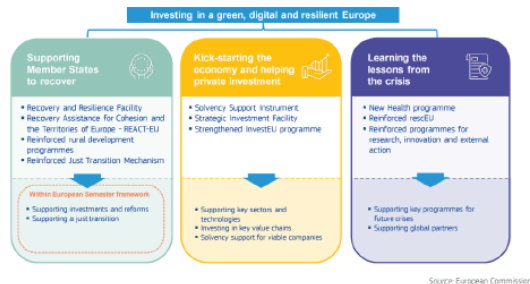 Investing in a green, digital and resilient Europe
Supporting
Member States
to recover
• Recovery and Resilience Facility
• Recovery Assistance for Cohesion and
the Territories of Europe - REACT-EU
• Reinforced rural development
programmes
• Reinforced Just Transition Mechanism
Within European Semester framework
• Supporting investments and reforms
• Supporting a just transition
Kick-starting the
economy and helping
private investment
• Solvency Support Instrument
• Strategic Investment Facility
• Strengthened InvestEU programme
• Supporting key sectors and
technologies
• Investing in key value chains
• Solvency support for viable companies
Learning the
lessons from
the crisis
• New Health programme
• Reinforced rescEU
• Reinforced programmes for
research, innovation and external
action
• Supporting key programmes for
future crises
• Supporting global partners
Source: European Commission